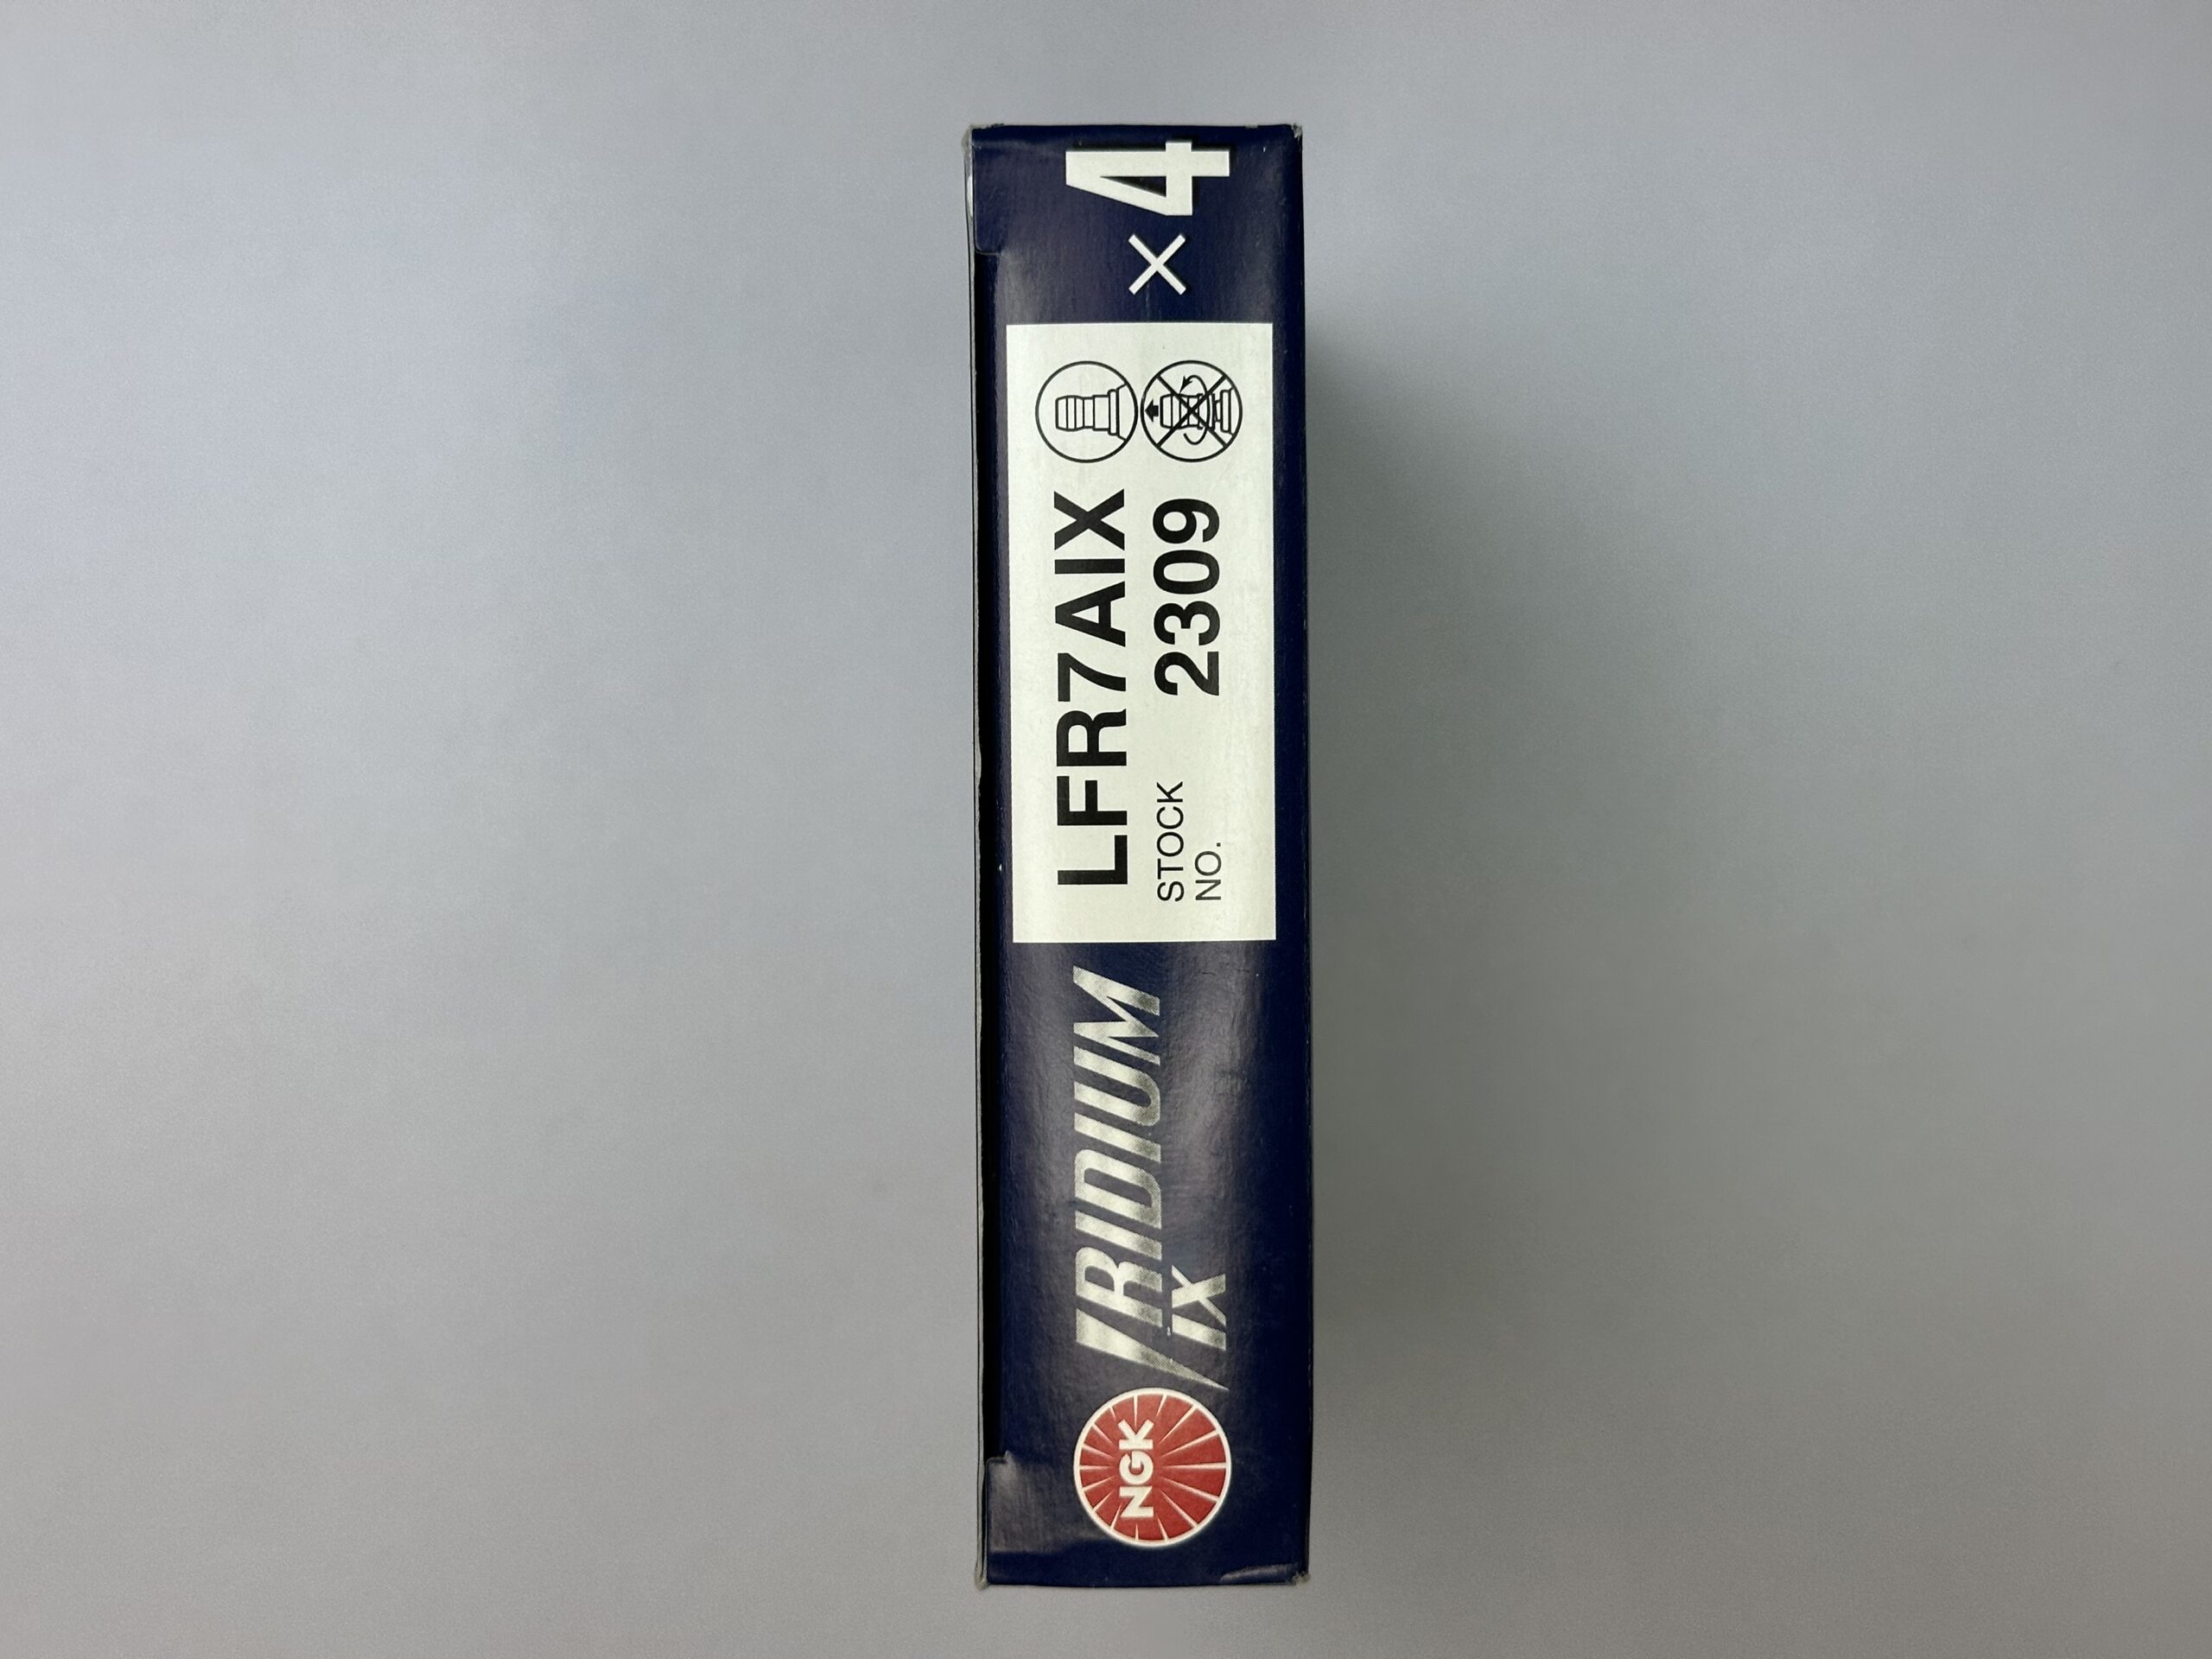 NGK
IRIDIUM
IX
LFR7AIX
STOCK
NO.
2309
× 4